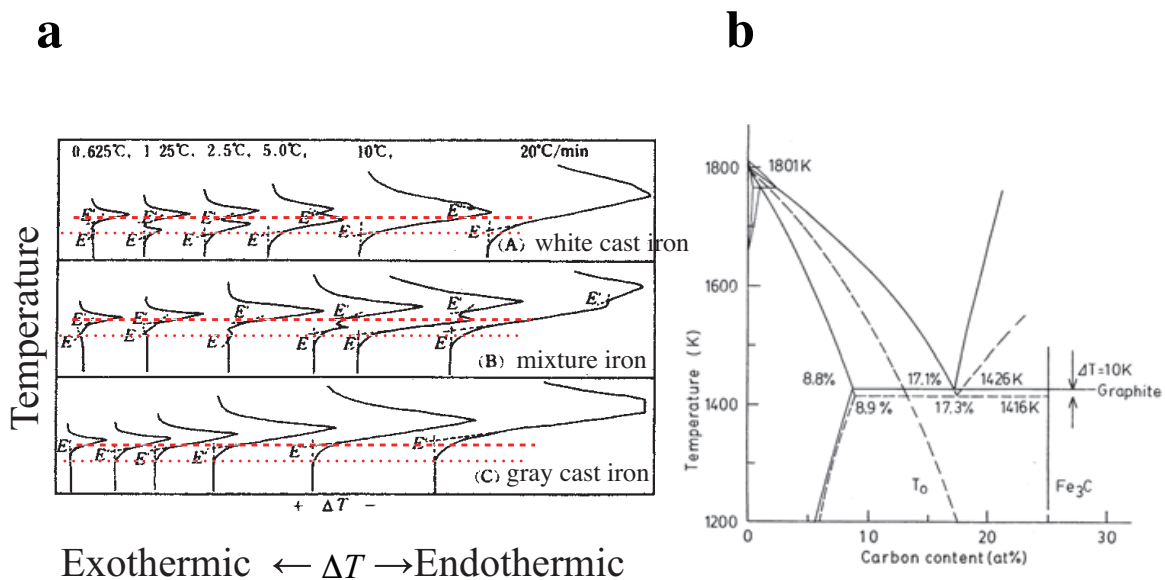 a
b
0.625℃, 1 25℃, 2.5℃, 5.0℃, 10℃, 20°C/min
E' E' E' E' E'
E E E E E E
(A) white cast iron
E' E' E' E' E' E'
E E E E E E
(B) mixture iron
E E' E' E' E' E'
(C) gray cast iron
+ ΔT −
Temperature
Exothermic ← ΔT → Endothermic
1800
1600
1400
1200
Temperature (K)
1801K
8.8%
17.1%
1426K
ΔT=10K
Graphite
8.9 %
17.3%
1416K
T₀
Fe₃C
0
10
20
30
Carbon content(at%)